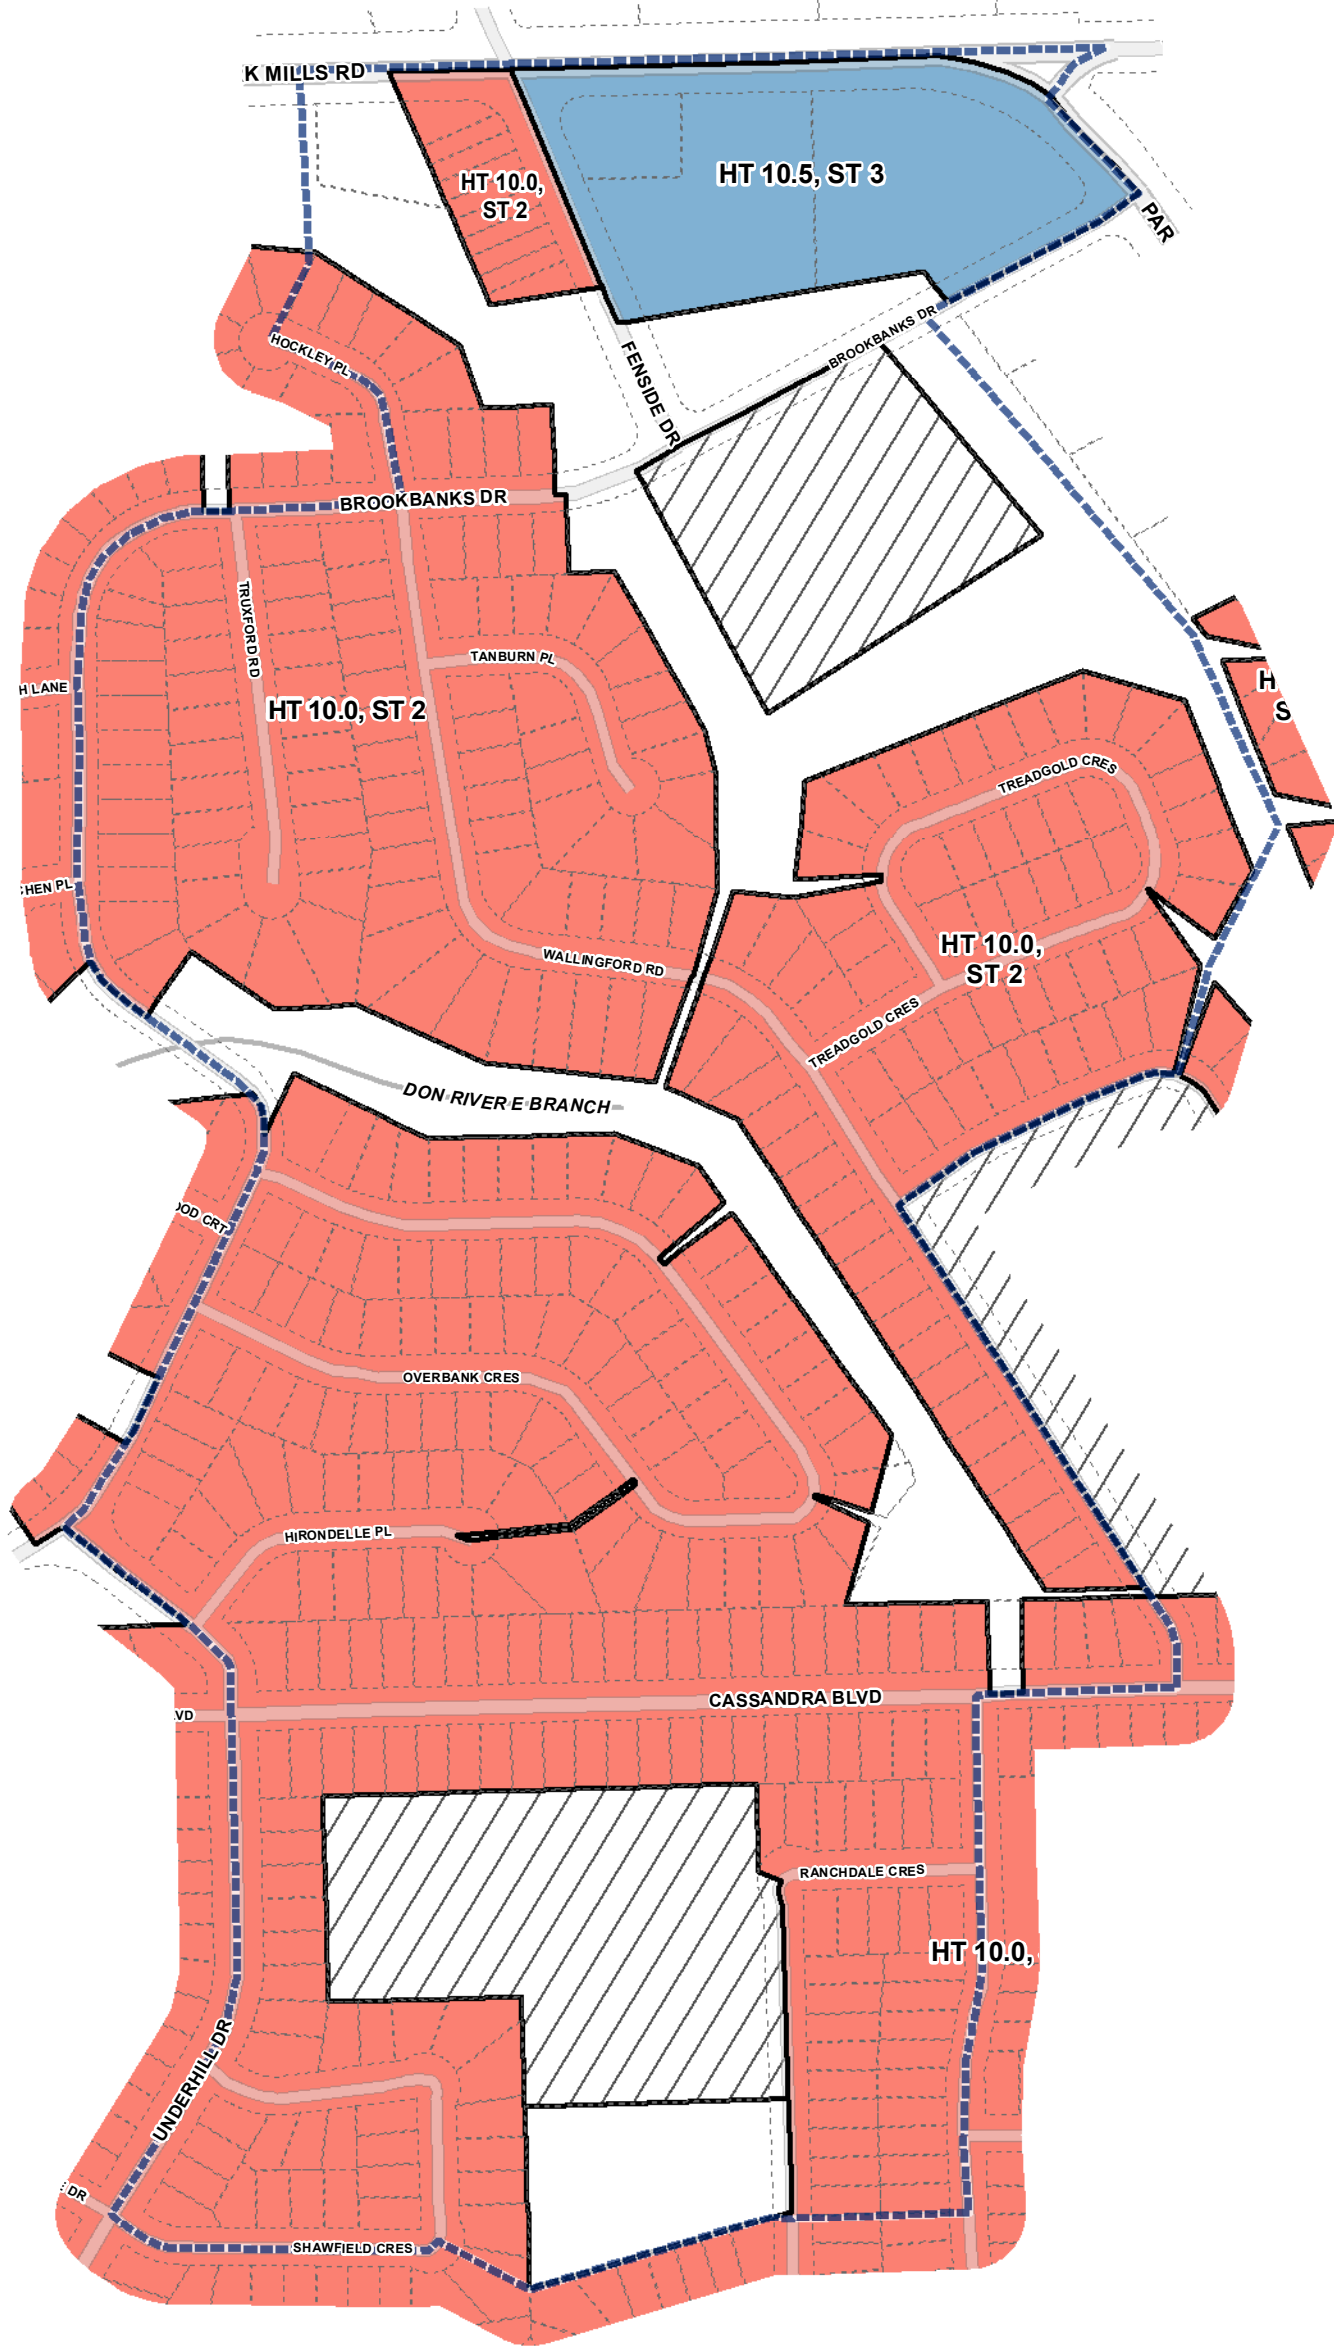 K MILLS RD
HT 10.5, ST 3
HT 10.0,
ST 2
PAR
BROOKBANKS DR
HOCKLEY PL
FENSIDE DR
BROOKBANKS DR
TRUXFORD RD
TANBURN PL
H LANE
HT 10.0, ST 2
H
S
TREADGOLD CRES
HEN PL
HT 10.0,
ST 2
WALLINGFORD RD
TREADGOLD CRES
DON RIVER E BRANCH
OOD CRT
OVERBANK CRES
HIRONDELLE PL
CASSANDRA BLVD
LVD
RANCHDALE CRES
HT 10.0,
UNDERHILL DR
E DR
SHAWFIELD CRES